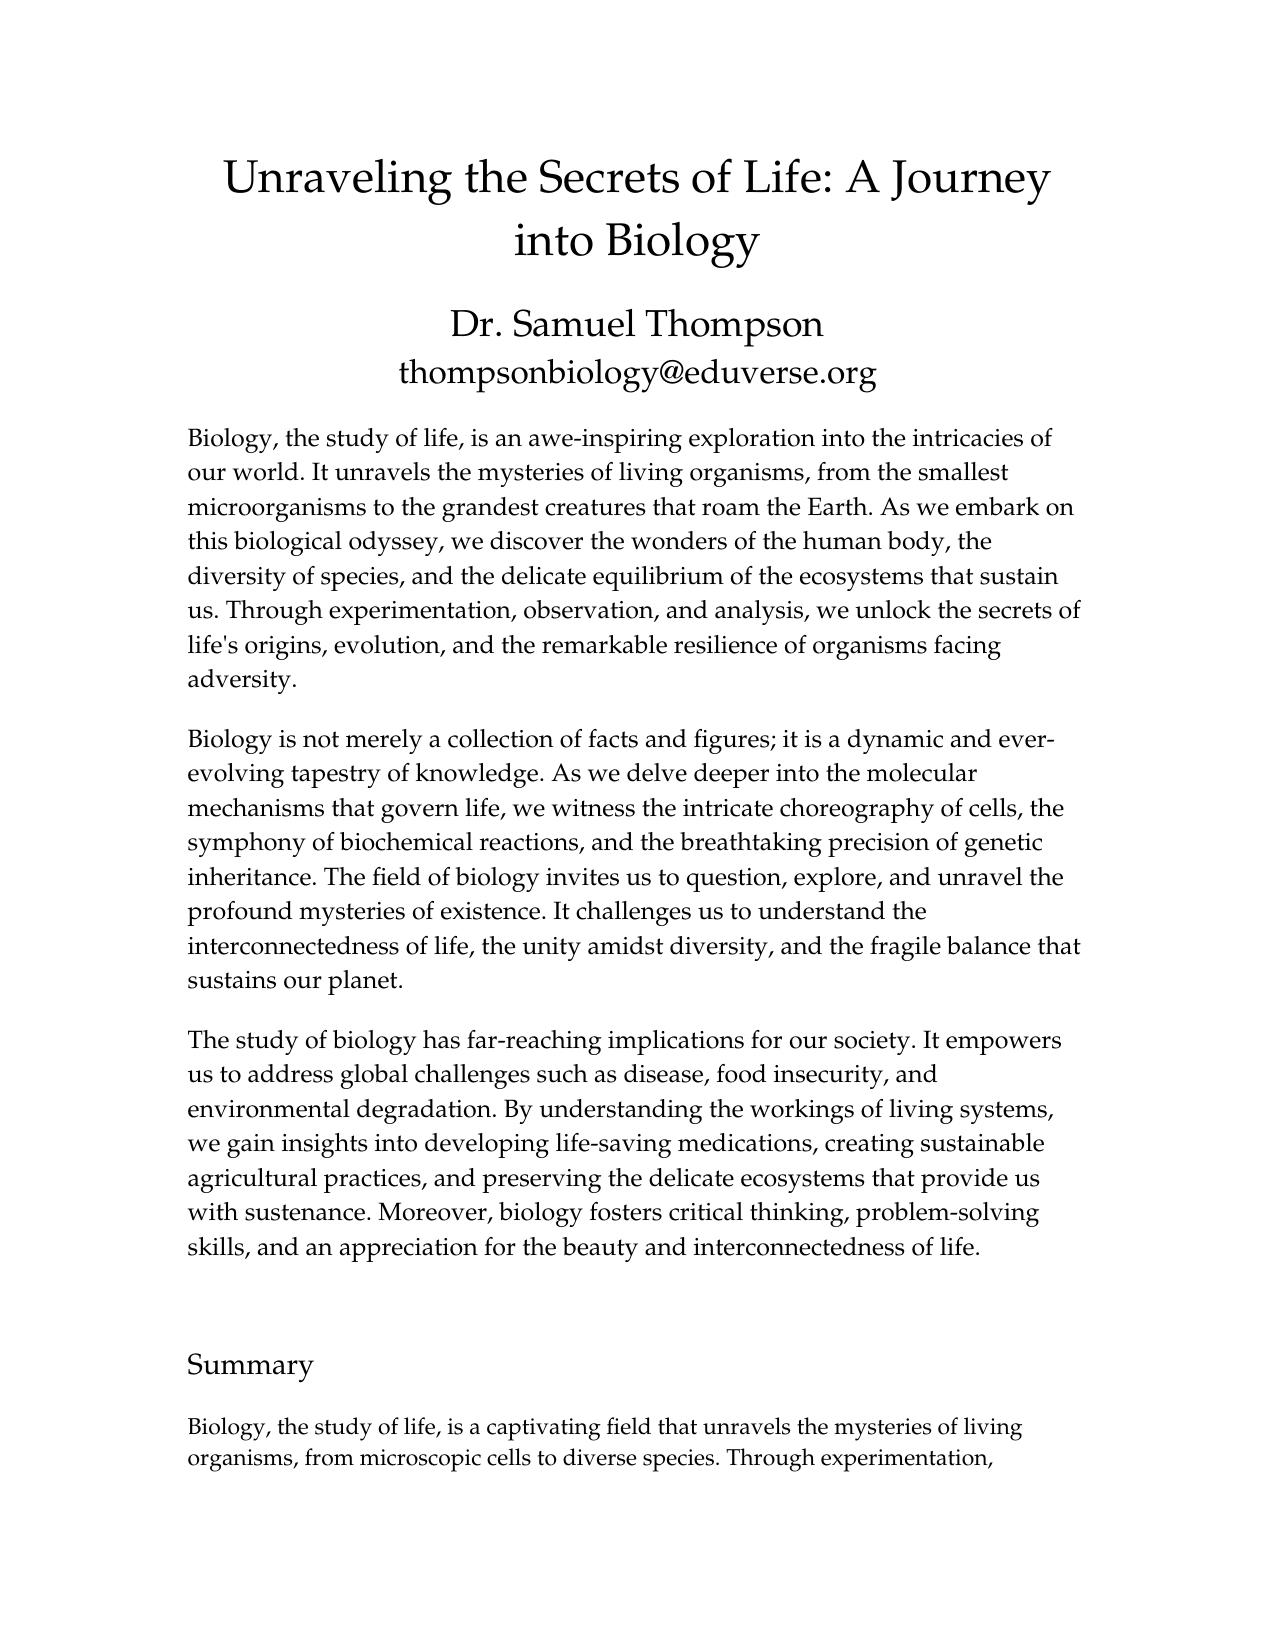 Unraveling the Secrets of Life: A Journey
into Biology
Dr. Samuel Thompson
thompsonbiology@eduverse.org
Biology, the study of life, is an awe-inspiring exploration into the intricacies of
our world. It unravels the mysteries of living organisms, from the smallest
microorganisms to the grandest creatures that roam the Earth. As we embark on
this biological odyssey, we discover the wonders of the human body, the
diversity of species, and the delicate equilibrium of the ecosystems that sustain
us. Through experimentation, observation, and analysis, we unlock the secrets of
life's origins, evolution, and the remarkable resilience of organisms facing
adversity.
Biology is not merely a collection of facts and figures; it is a dynamic and ever-
evolving tapestry of knowledge. As we delve deeper into the molecular
mechanisms that govern life, we witness the intricate choreography of cells, the
symphony of biochemical reactions, and the breathtaking precision of genetic
inheritance. The field of biology invites us to question, explore, and unravel the
profound mysteries of existence. It challenges us to understand the
interconnectedness of life, the unity amidst diversity, and the fragile balance that
sustains our planet.
The study of biology has far-reaching implications for our society. It empowers
us to address global challenges such as disease, food insecurity, and
environmental degradation. By understanding the workings of living systems,
we gain insights into developing life-saving medications, creating sustainable
agricultural practices, and preserving the delicate ecosystems that provide us
with sustenance. Moreover, biology fosters critical thinking, problem-solving
skills, and an appreciation for the beauty and interconnectedness of life.
Summary
Biology, the study of life, is a captivating field that unravels the mysteries of living
organisms, from microscopic cells to diverse species. Through experimentation,